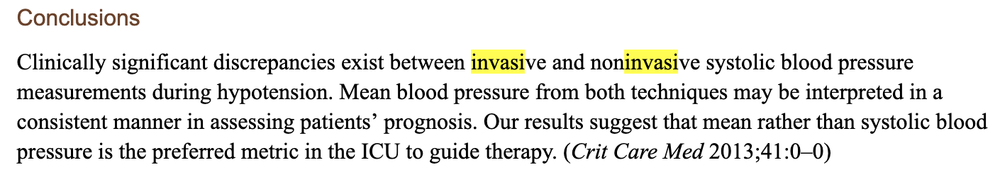 Conclusions
Clinically significant discrepancies exist between invasive and noninvasive systolic blood pressure
measurements during hypotension. Mean blood pressure from both techniques may be interpreted in a
consistent manner in assessing patients’ prognosis. Our results suggest that mean rather than systolic blood
pressure is the preferred metric in the ICU to guide therapy. (Crit Care Med 2013;41:0–0)